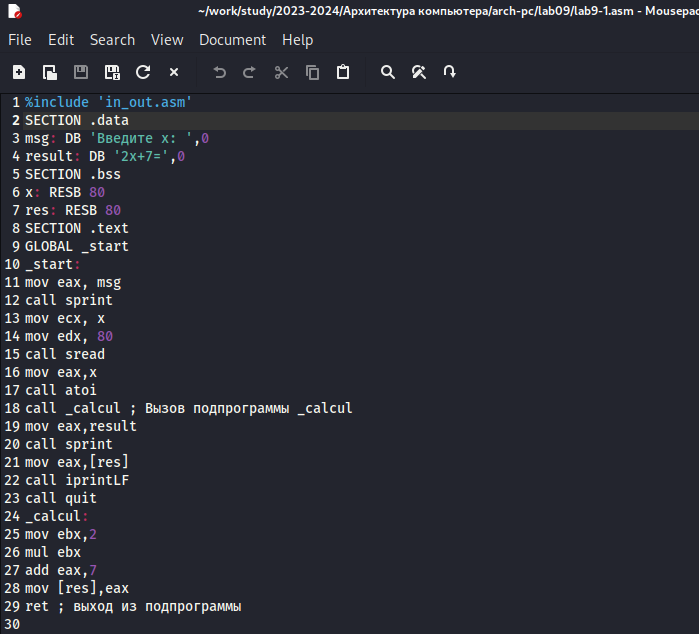 ~/work/study/2023-2024/Архитектура компьютера/arch-pc/lab09/lab9-1.asm - Mousepad
File Edit Search View Document Help
1 %include 'in_out.asm'
2 SECTION .data
3 msg: DB 'Введите x: ',0
4 result: DB '2x+7=',0
5 SECTION .bss
6 x: RESB 80
7 res: RESB 80
8 SECTION .text
9 GLOBAL _start
10 _start:
11 mov eax, msg
12 call sprint
13 mov ecx, x
14 mov edx, 80
15 call sread
16 mov eax,x
17 call atoi
18 call _calcul ; Вызов подпрограммы _calcul
19 mov eax,result
20 call sprint
21 mov eax,[res]
22 call iprintLF
23 call quit
24 _calcul:
25 mov ebx,2
26 mul ebx
27 add eax,7
28 mov [res],eax
29 ret ; выход из подпрограммы
30